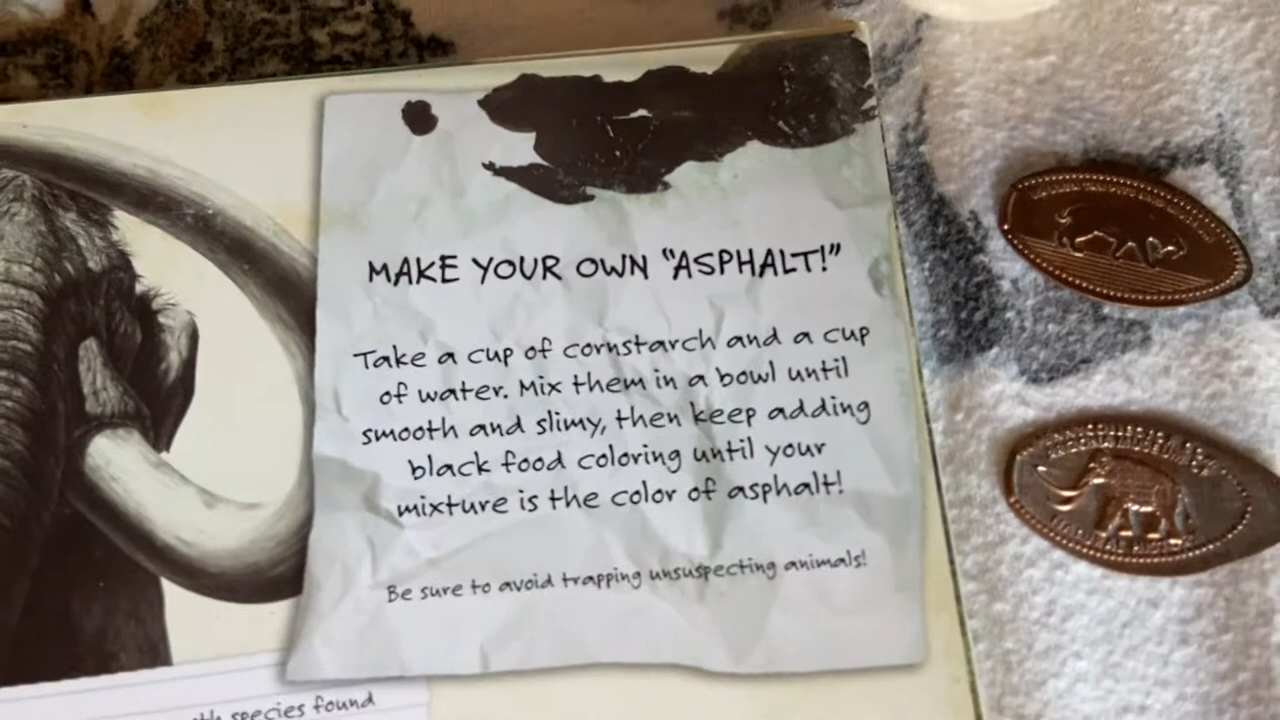 MAKE YOUR OWN "ASPHALT!"
Take a cup of cornstarch and a cup
of water. Mix them in a bowl until
smooth and slimy, then keep adding
black food coloring until your
mixture is the color of asphalt!
Be sure to avoid trapping unsuspecting animals!
species found